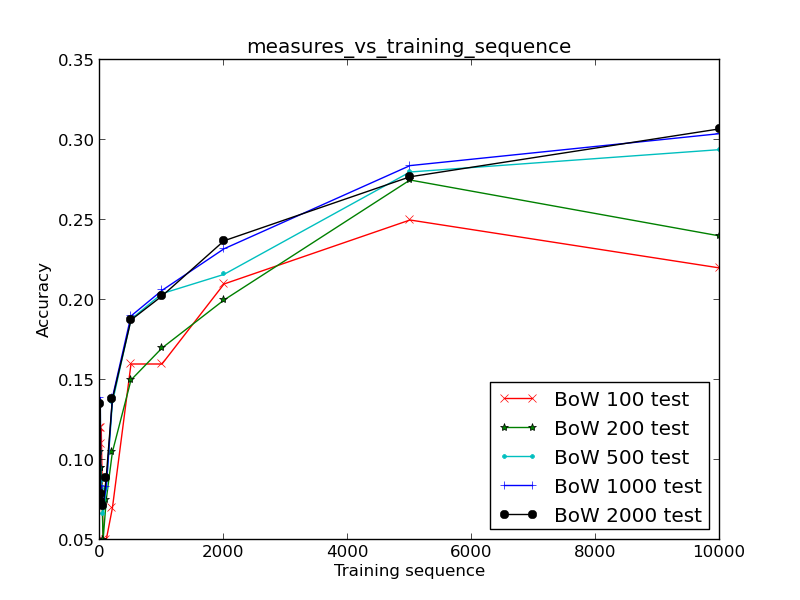 measures_vs_training_sequence
0.35
0.30
0.25
0.20
0.15
0.10
0.05
Accuracy
BoW 100 test
BoW 200 test
BoW 500 test
BoW 1000 test
BoW 2000 test
0 2000 4000 6000 8000 10000
Training sequence